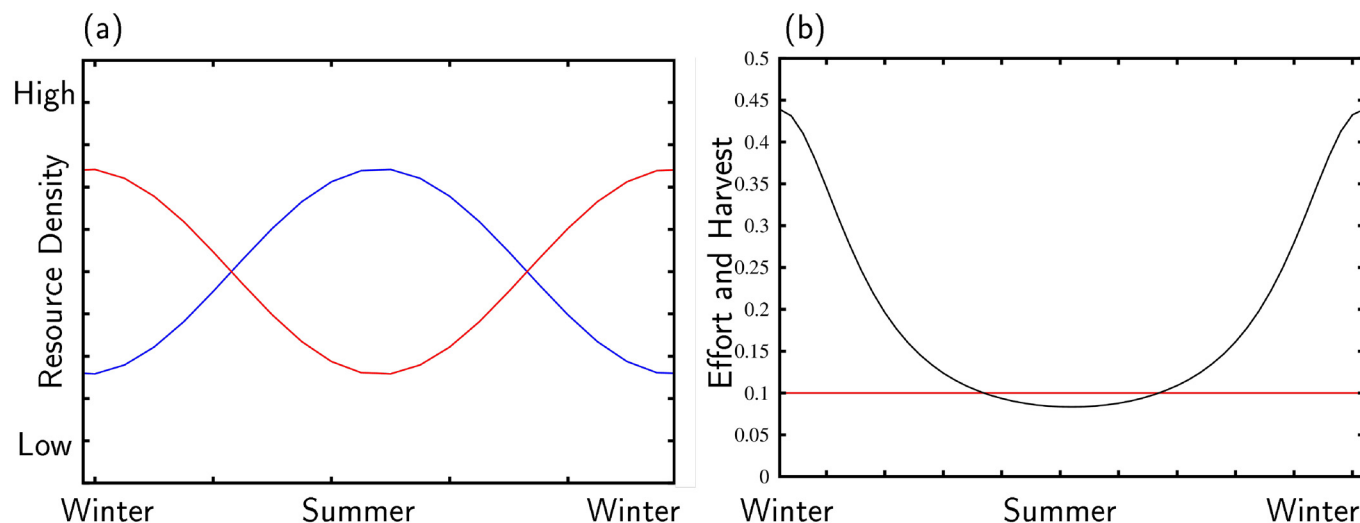 (a)
High
Resource Density
Low
Winter
Summer
Winter
(b)
Effort and Harvest
0.5
0.45
0.4
0.35
0.3
0.25
0.2
0.15
0.1
0.05
0
Winter
Summer
Winter